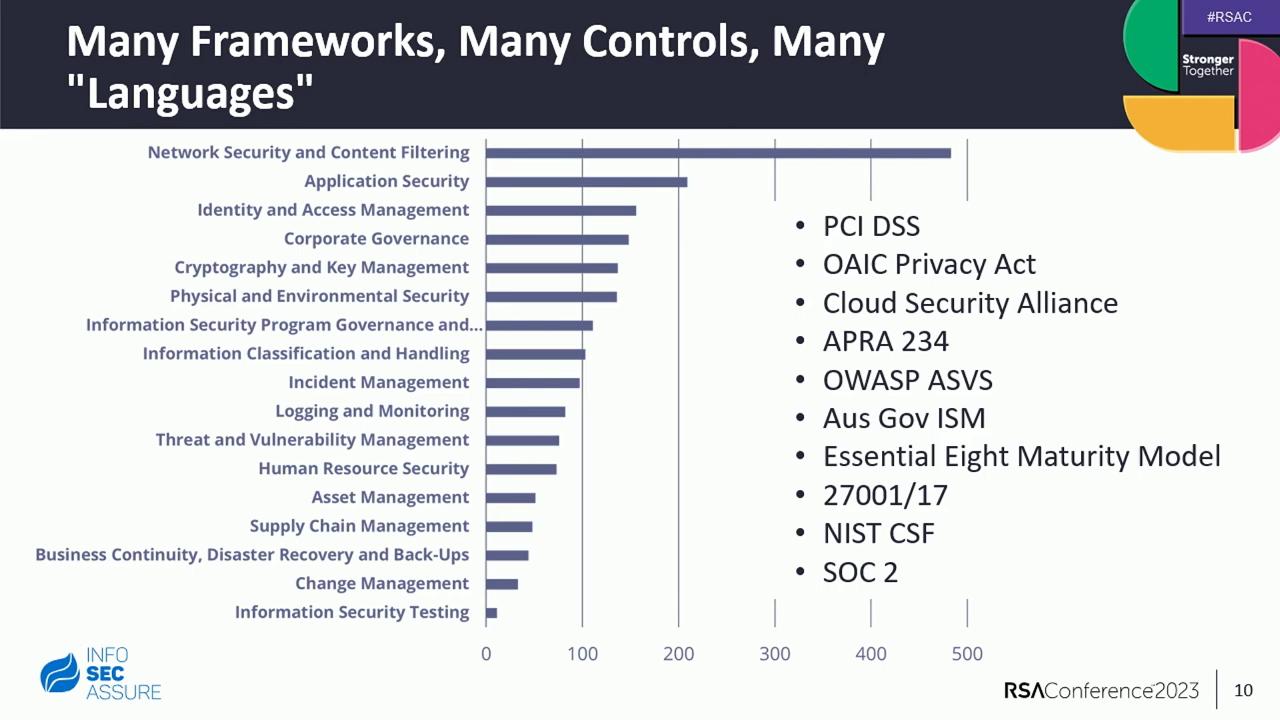 Many Frameworks, Many Controls, Many
"Languages"
#RSAC
Stronger
Together
Network Security and Content Filtering
Application Security
Identity and Access Management
Corporate Governance
Cryptography and Key Management
Physical and Environmental Security
Information Security Program Governance and...
Information Classification and Handling
Incident Management
Logging and Monitoring
Threat and Vulnerability Management
Human Resource Security
Asset Management
Supply Chain Management
Business Continuity, Disaster Recovery and Back-Ups
Change Management
Information Security Testing
0 100 200 300 400 500
• PCI DSS
• OAIC Privacy Act
• Cloud Security Alliance
• APRA 234
• OWASP ASVS
• Aus Gov ISM
• Essential Eight Maturity Model
• 27001/17
• NIST CSF
• SOC 2
INFO
SEC
ASSURE
RSAConference™2023
10